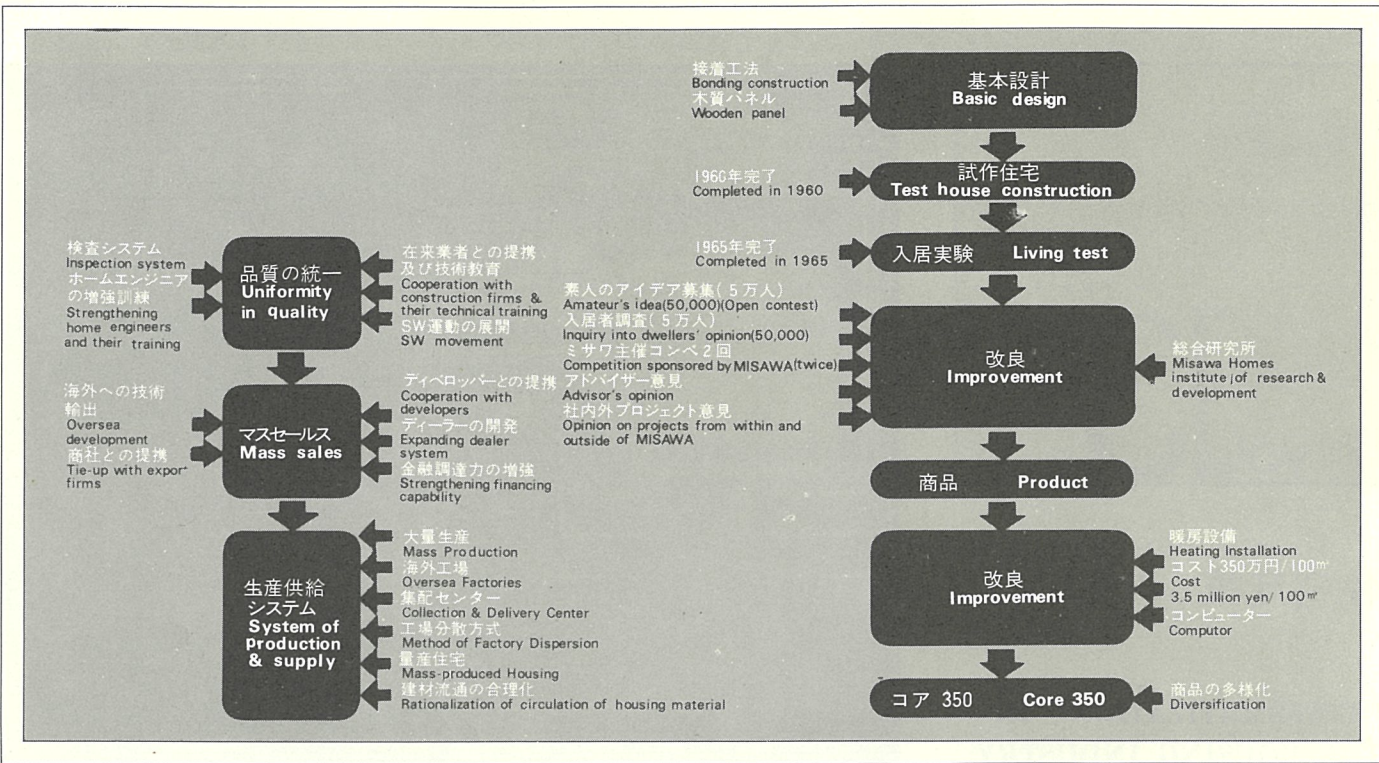 検査システム
Inspection system
ホームエンジニア
の増強訓練
Strengthening
home engineers
and their training
品質の統一
Uniformity
in quality
在来業者との提携
及び技術教育
Cooperation with
construction firms &
their technical training
SW運動の展開
SW movement
海外への技術
輸出
Oversea
development
商社との提携
Tie-up with export
firms
マスセールス
Mass sales
ディベロッパーとの提携
Cooperation with
developers
ディーラーの開発
Expanding dealer
system
金融調達力の増強
Strengthening financing
capability
生産供給
システム
System of
production
& supply
大量生産
Mass Production
海外工場
Oversea Factories
集配センター
Collection & Delivery Center
工場分散方式
Method of Factory Dispersion
量産住宅
Mass-produced Housing
建材流通の合理化
Rationalization of circulation of housing material
接着工法
Bonding construction
木質パネル
Wooden panel
基本設計
Basic design
1960年完了
Completed in 1960
試作住宅
Test house construction
1965年完了
Completed in 1965
入居実験 Living test
素人のアイデア募集(5万人)
Amateur's idea(50,000)(Open contest)
入居者調査(5万人)
Inquiry into dwellers' opinion(50,000)
ミサワ主催コンペ2回
Competition sponsored by MISAWA(twice)
アドバイザー意見
Advisor's opinion
社内外プロジェクト意見
Opinion on projects from within and
outside of MISAWA
改良
Improvement
総合研究所
Misawa Homes
institute of research &
development
商品 Product
改良
Improvement
暖房設備
Heating Installation
コスト350万円/100㎡
Cost
3.5 million yen/100㎡
コンピューター
Computor
コア 350 Core 350
商品の多様化
Diversification